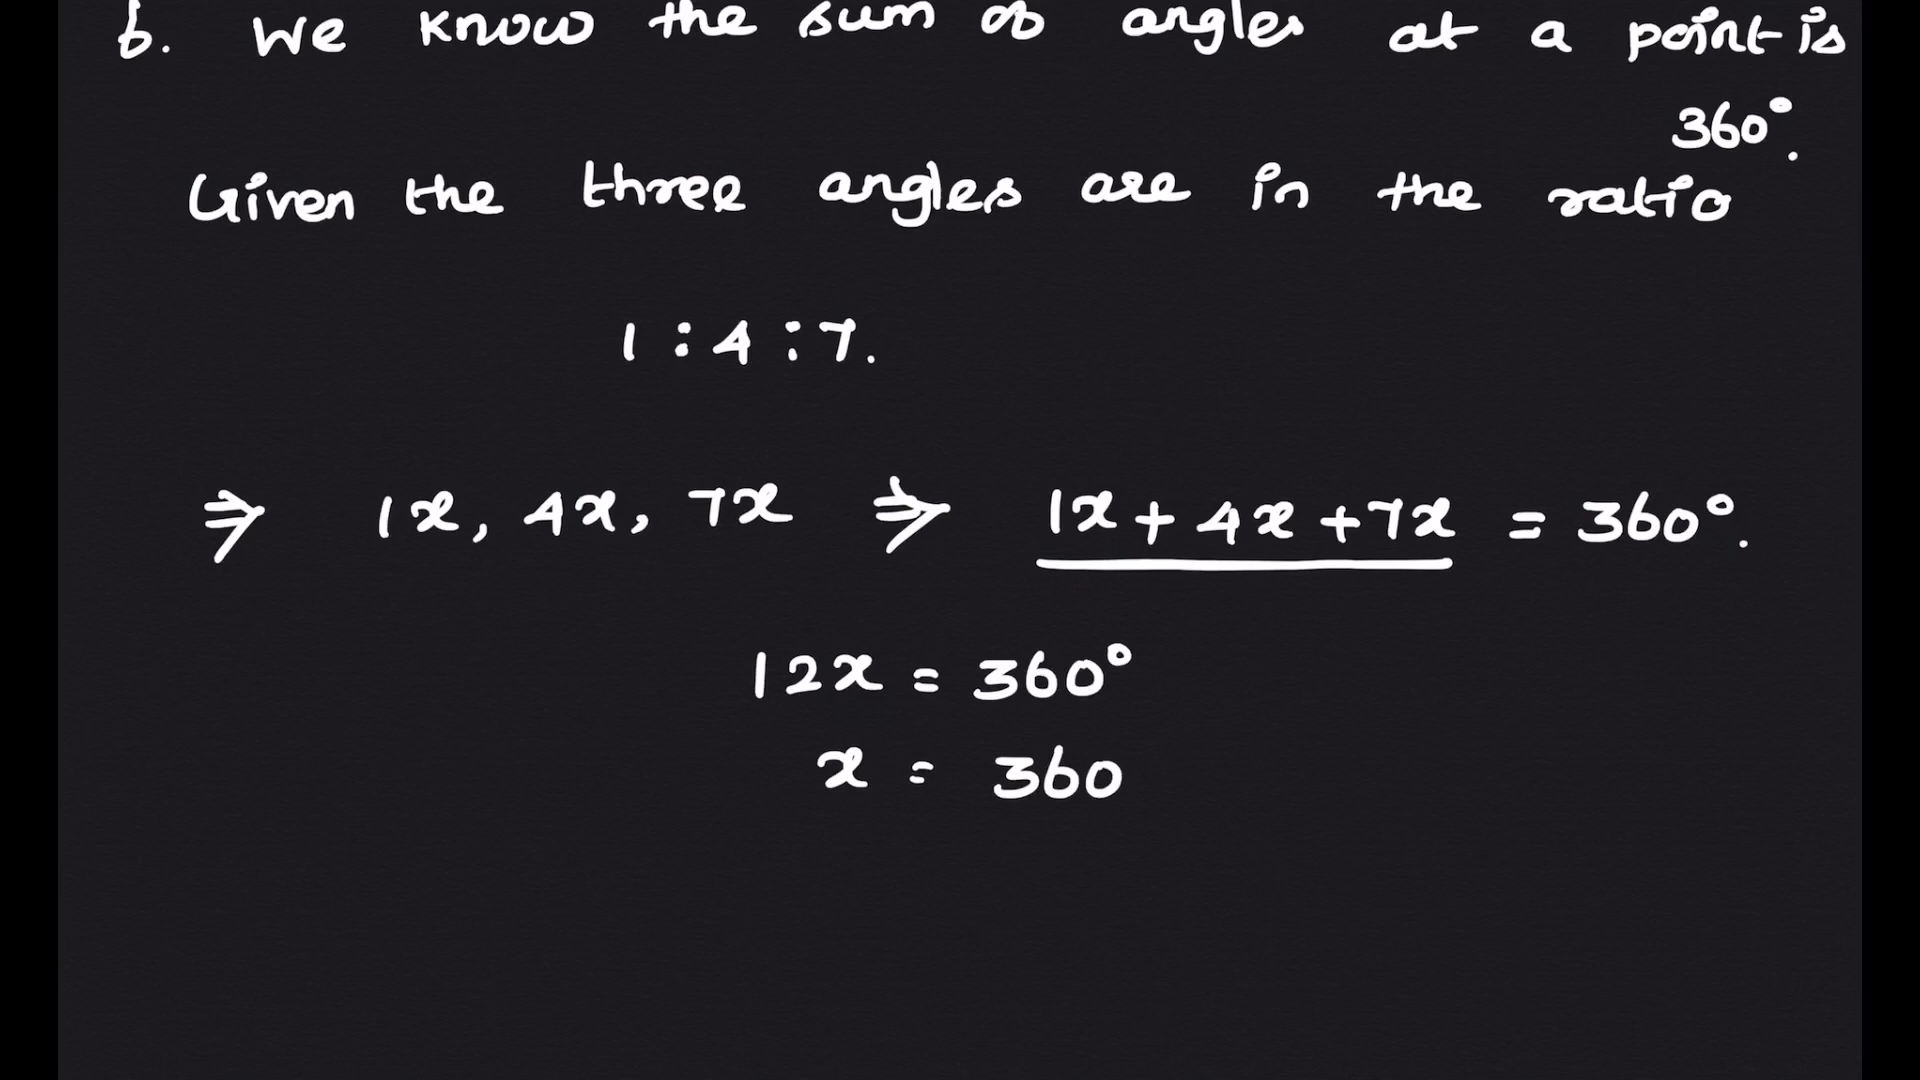 b. We know the sum of angles at a point is
360°.
Given the three angles are in the ratio
1 : 4 : 7.
⇒ 1x, 4x, 7x ⇒ 1x + 4x + 7x = 360°.
12x = 360°
x = 360